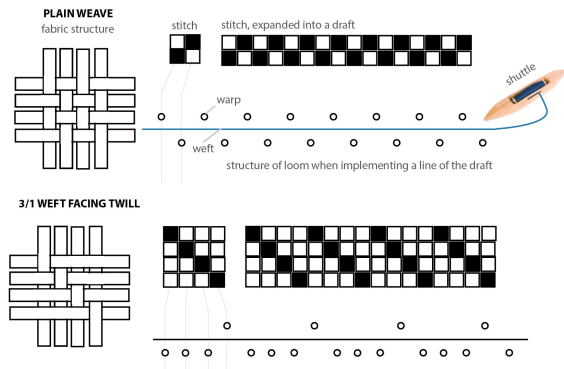 PLAIN WEAVE
fabric structure
stitch
stitch, expanded into a draft
shuttle
warp
weft
structure of loom when implementing a line of the draft
3/1 WEFT FACING TWILL